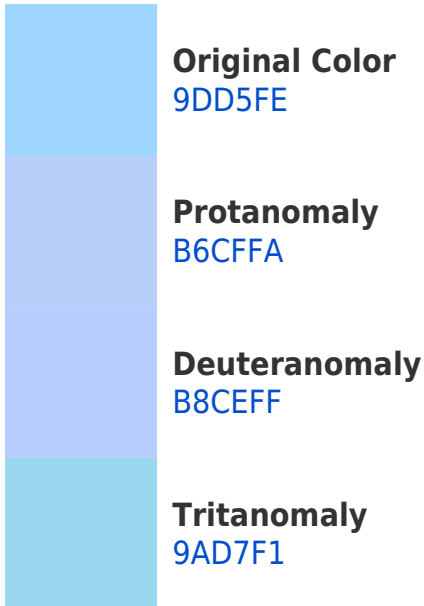 Original Color
9DD5FE
Protanomaly
B6CFFA
Deuteranomaly
B8CEFF
Tritanomaly
9AD7F1